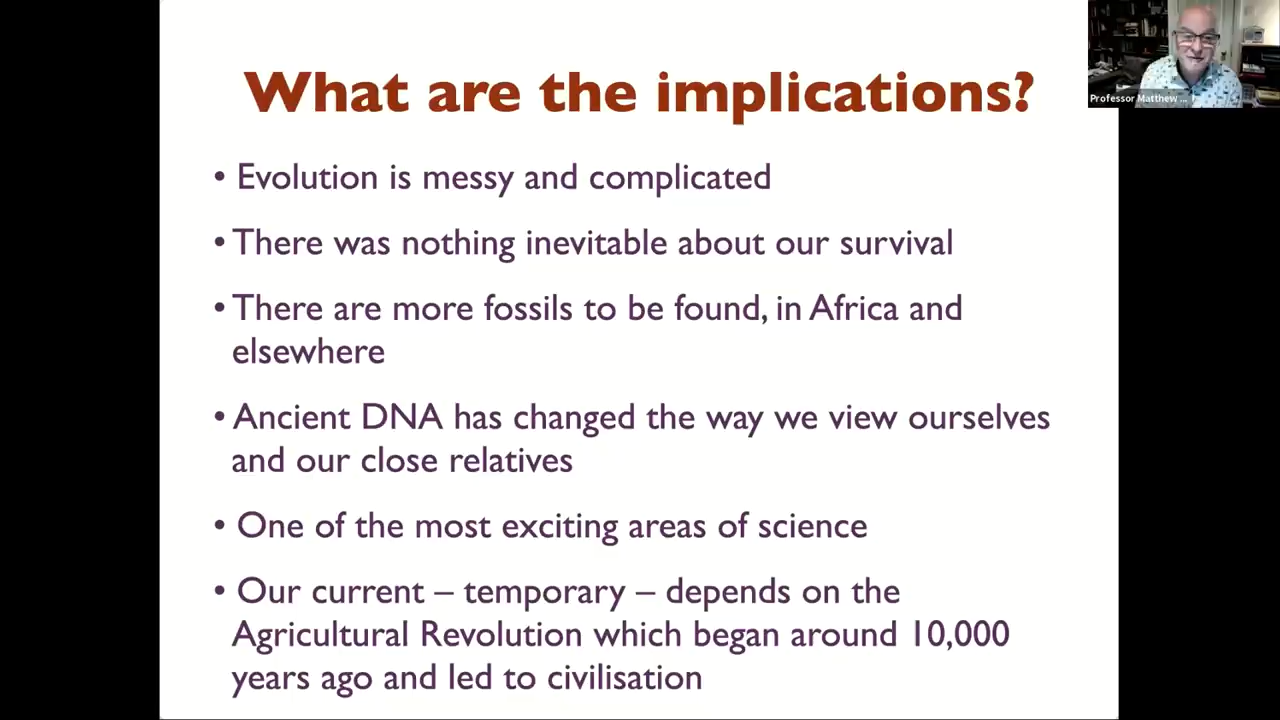 What are the implications?
Professor Matthew ...
• Evolution is messy and complicated
• There was nothing inevitable about our survival
• There are more fossils to be found, in Africa and
elsewhere
• Ancient DNA has changed the way we view ourselves
and our close relatives
• One of the most exciting areas of science
• Our current – temporary – depends on the
Agricultural Revolution which began around 10,000
years ago and led to civilisation